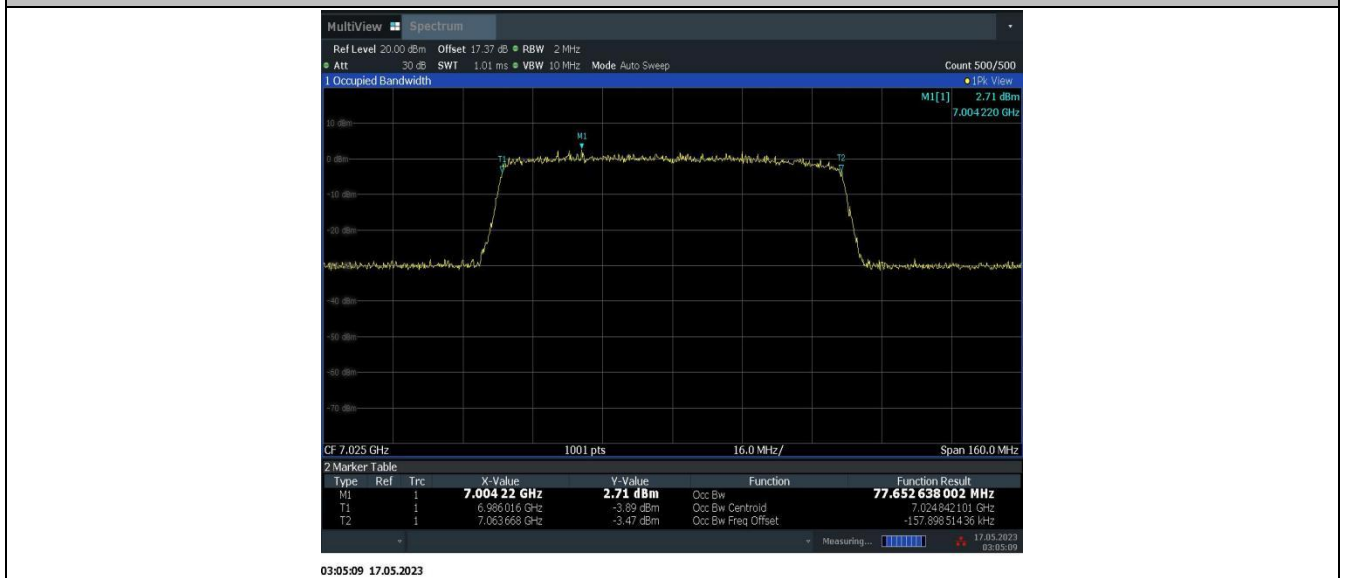 MultiView Spectrum
Ref Level 20.00 dBm Offset 17.37 dB RBW 2 MHz
Att 30 dB SWT 1.01 ms VBW 10 MHz Mode Auto Sweep Count 500/500
1 Occupied Bandwidth 1Pk View
M1[1] 2.71 dBm
7.004220 GHz
10 dBm
M1
0 dBm
T1 T2
-10 dBm
-20 dBm
-40 dBm
-50 dBm
-60 dBm
-70 dBm
CF 7.025 GHz 1001 pts 16.0 MHz/ Span 160.0 MHz
2 Marker Table
Type Ref Trc X-Value Y-Value Function Function Result
M1 1 7.004 22 GHz 2.71 dBm Occ Bw 77.652 638 002 MHz
T1 1 6.986 016 GHz -3.89 dBm Occ Bw Centroid 7.024 842 101 GHz
T2 1 7.063 668 GHz -3.47 dBm Occ Bw Freq Offset -157.898 514 36 kHz
Measuring... 17.05.2023
03:05:09
03:05:09 17.05.2023